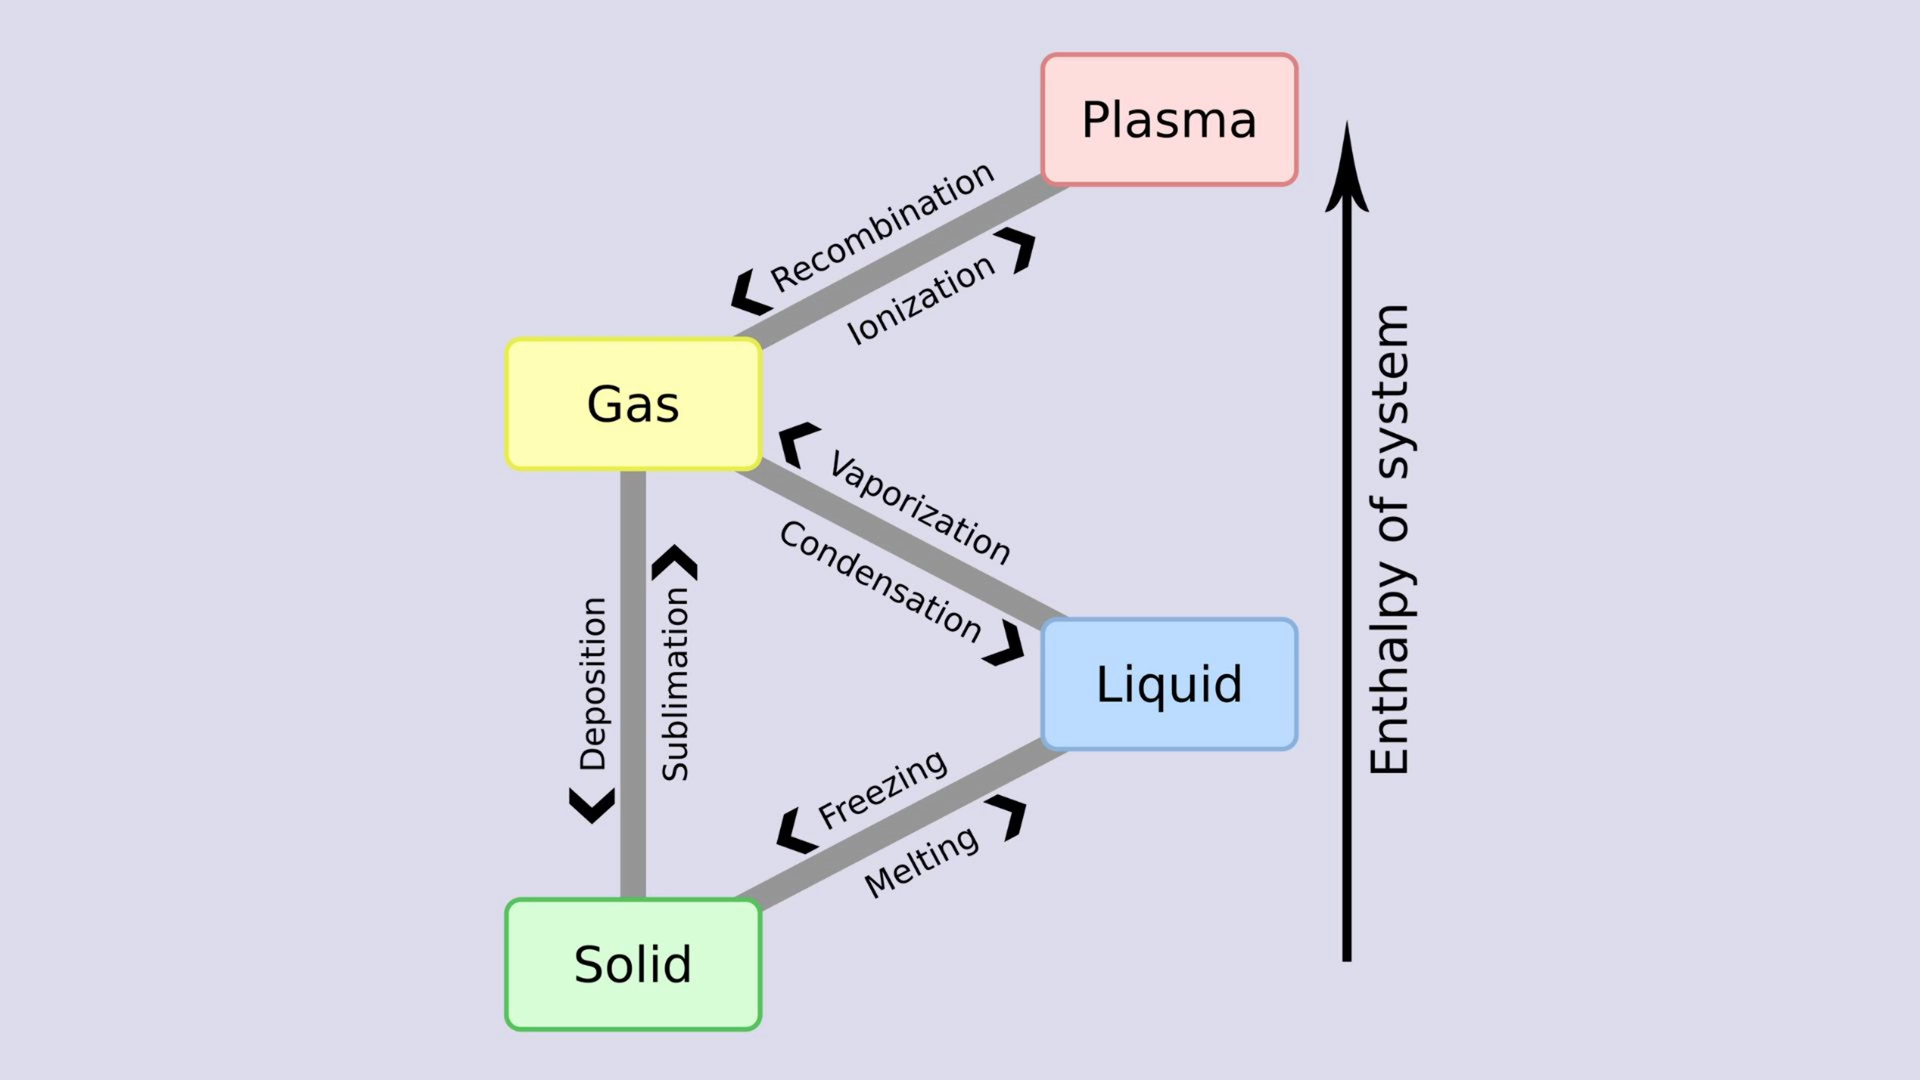 Plasma
Recombination
Ionization
Gas
Vaporization
Condensation
Enthalpy of system
Deposition
Sublimation
Liquid
Freezing
Melting
Solid